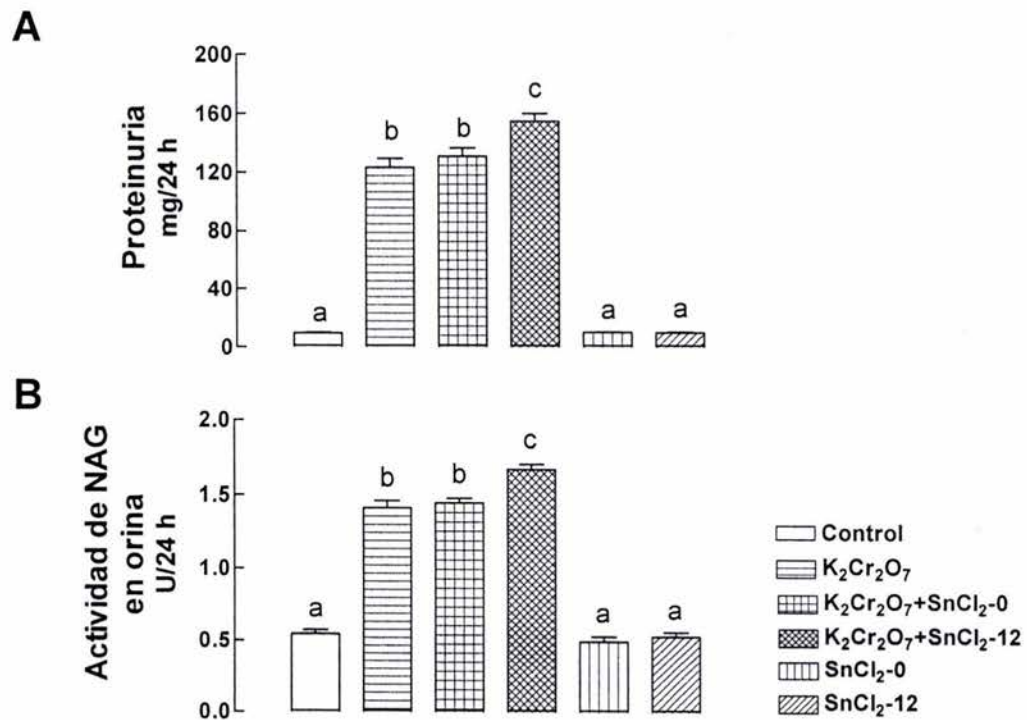 A
200
160
120
80
40
0
Proteinuria
mg/24 h
a
b
b
c
a
a
B
2.0
1.5
1.0
0.5
0.0
Actividad de NAG
en orina
U/24 h
a
b
b
c
a
a
Control
K₂Cr₂O₇
K₂Cr₂O₇+SnCl₂-0
K₂Cr₂O₇+SnCl₂-12
SnCl₂-0
SnCl₂-12